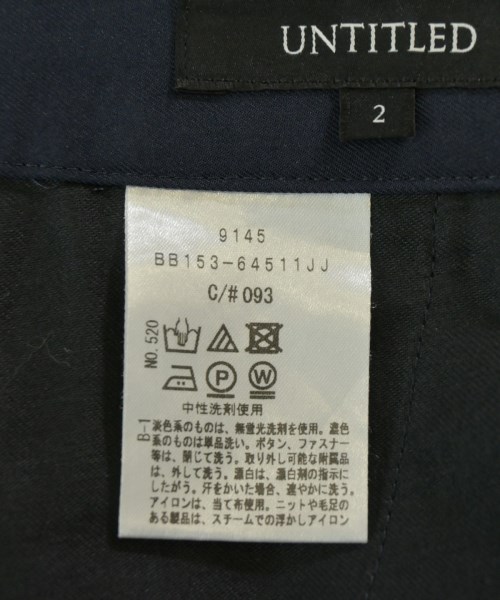 UNTITLED
2
9145
BB153-64511JJ
C/#093
NO.520
P
W
中性洗剤使用
B-1
淡色系のものは、無蛍光洗剤を使用。濃色
系のものは単品洗い。ボタン、ファスナー
等は、閉じて洗う。取り外し可能な附属品
は、外して洗う。漂白は、漂白剤の指示に
したがう。汗をかいた場合、速やかに洗う。
アイロンは、当て布使用。ニットや毛足の
ある製品は、スチームでの浮かしアイロン